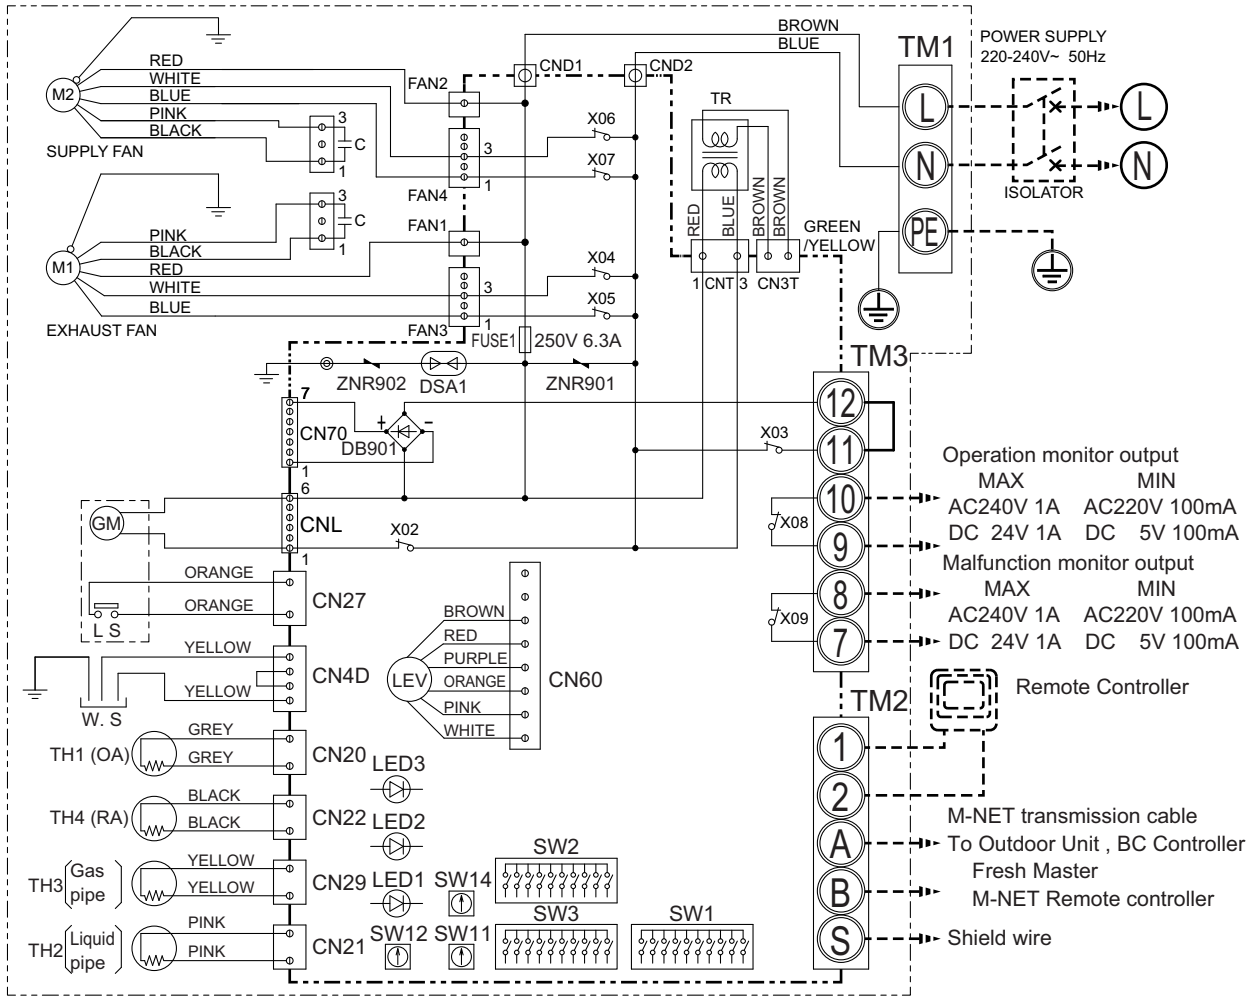 BROWN
BLUE
TM1
POWER SUPPLY
220-240V~ 50Hz
L
N
PE
L
N
ISOLATOR
CND1
CND2
TR
RED
WHITE
BLUE
PINK
BLACK
M2
SUPPLY FAN
3
C
1
FAN2
3
1
FAN4
X06
X07
3
C
1
PINK
BLACK
RED
WHITE
BLUE
M1
EXHAUST FAN
FAN1
3
1
FAN3
X04
X05
RED
BLUE
BROWN
BROWN
GREEN
/YELLOW
1 CNT 3
CN3T
FUSE1
250V 6.3A
ZNR902
DSA1
ZNR901
7
CN70
1
+
-
DB901
6
CNL
1
X02
X03
GM
L S
ORANGE
ORANGE
CN27
YELLOW
YELLOW
CN4D
W. S
BROWN
RED
PURPLE
ORANGE
PINK
WHITE
LEV
CN60
TH1 (OA)
GREY
GREY
CN20
TH4 (RA)
BLACK
BLACK
CN22
TH3
Gas
pipe
YELLOW
YELLOW
CN29
TH2
Liquid
pipe
PINK
PINK
CN21
LED3
LED2
LED1
SW14
SW12
SW11
SW2
SW3
SW1
TM3
12
11
10
9
8
7
X08
X09
Operation monitor output
MAX MIN
AC240V 1A AC220V 100mA
DC 24V 1A DC 5V 100mA
Malfunction monitor output
MAX MIN
AC240V 1A AC220V 100mA
DC 24V 1A DC 5V 100mA
TM2
1
2
A
B
S
Remote Controller
M-NET transmission cable
To Outdoor Unit , BC Controller
Fresh Master
M-NET Remote controller
Shield wire